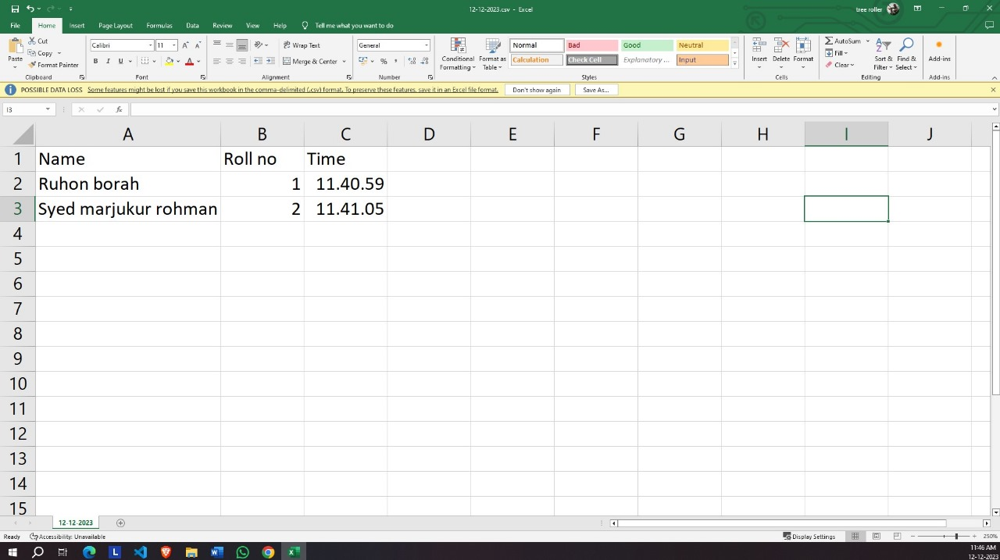 12-12-2023.csv - Excel
tree roller
File Home Insert Page Layout Formulas Data Review View Help Tell me what you want to do
Paste
Cut
Copy
Format Painter
Clipboard
Calibri 11
B I U A
Font
Wrap Text
Merge & Center
Alignment
General
%
Number
Conditional Formatting
Format as Table
Normal Bad Good Neutral
Calculation Check Cell Explanatory ... Input
Styles
Insert Delete Format
Cells
AutoSum
Fill
Clear
Sort & Filter
Find & Select
Editing
Add-ins
Add-ins
POSSIBLE DATA LOSS Some features might be lost if you save this workbook in the comma-delimited (.csv) format. To preserve these features, save it in an Excel file format. Don't show again Save As...
I3 fx
A B C D E F G H I J
1 Name Roll no Time
2 Ruhon borah 1 11.40.59
3 Syed marjukur rohman 2 11.41.05
4
5
6
7
8
9
10
11
12
13
14
15
12-12-2023
Ready Accessibility: Unavailable Display Settings 250%
11:46 AM
12-12-2023